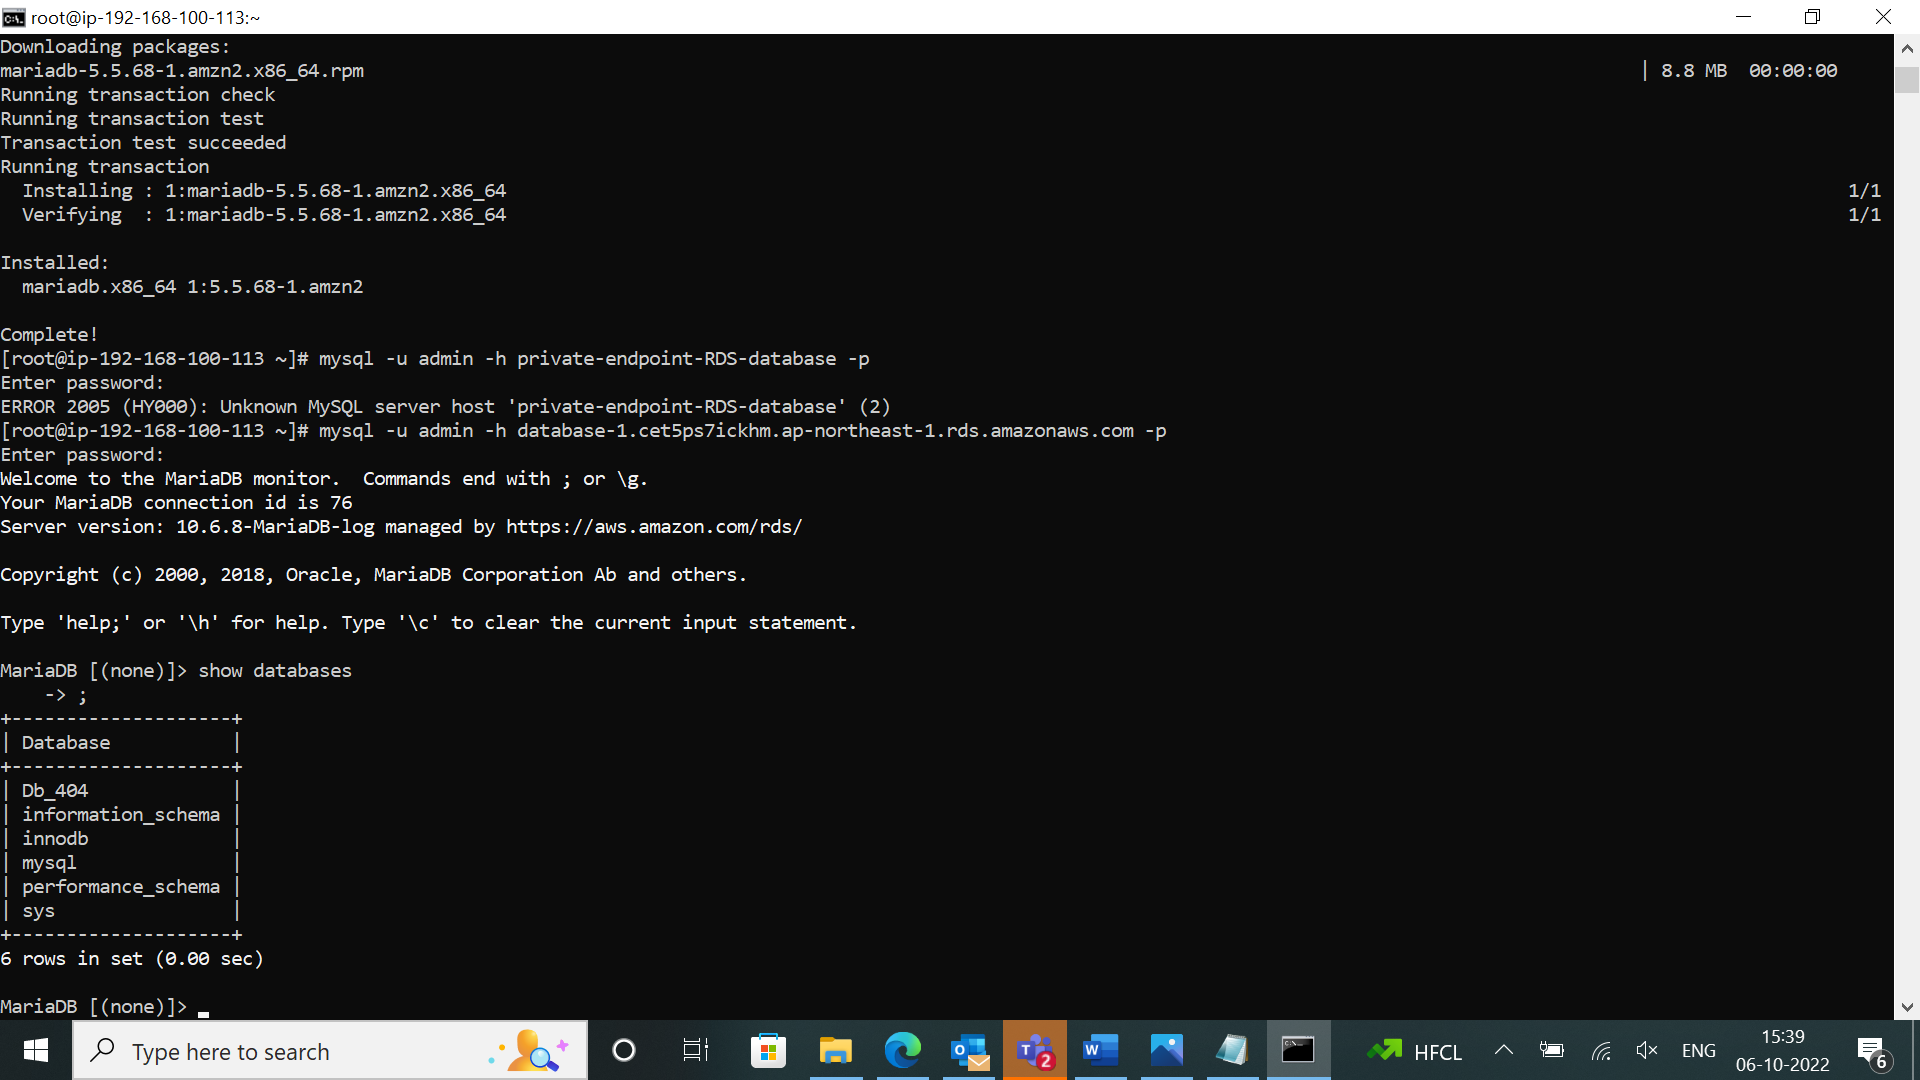 root@ip-192-168-100-113:~
Downloading packages:
mariadb-5.5.68-1.amzn2.x86_64.rpm | 8.8 MB 00:00:00
Running transaction check
Running transaction test
Transaction test succeeded
Running transaction
  Installing : 1:mariadb-5.5.68-1.amzn2.x86_64 1/1
  Verifying  : 1:mariadb-5.5.68-1.amzn2.x86_64 1/1
Installed:
  mariadb.x86_64 1:5.5.68-1.amzn2
Complete!
[root@ip-192-168-100-113 ~]# mysql -u admin -h private-endpoint-RDS-database -p
Enter password:
ERROR 2005 (HY000): Unknown MySQL server host 'private-endpoint-RDS-database' (2)
[root@ip-192-168-100-113 ~]# mysql -u admin -h database-1.cet5ps7ickhm.ap-northeast-1.rds.amazonaws.com -p
Enter password:
Welcome to the MariaDB monitor.  Commands end with ; or \g.
Your MariaDB connection id is 76
Server version: 10.6.8-MariaDB-log managed by https://aws.amazon.com/rds/
Copyright (c) 2000, 2018, Oracle, MariaDB Corporation Ab and others.
Type 'help;' or '\h' for help. Type '\c' to clear the current input statement.
MariaDB [(none)]> show databases
    -> ;
+--------------------+
| Database           |
+--------------------+
| Db_404             |
| information_schema |
| innodb             |
| mysql              |
| performance_schema |
| sys                |
+--------------------+
6 rows in set (0.00 sec)
MariaDB [(none)]> _
Type here to search
2
HFCL
ENG
15:39
06-10-2022
6